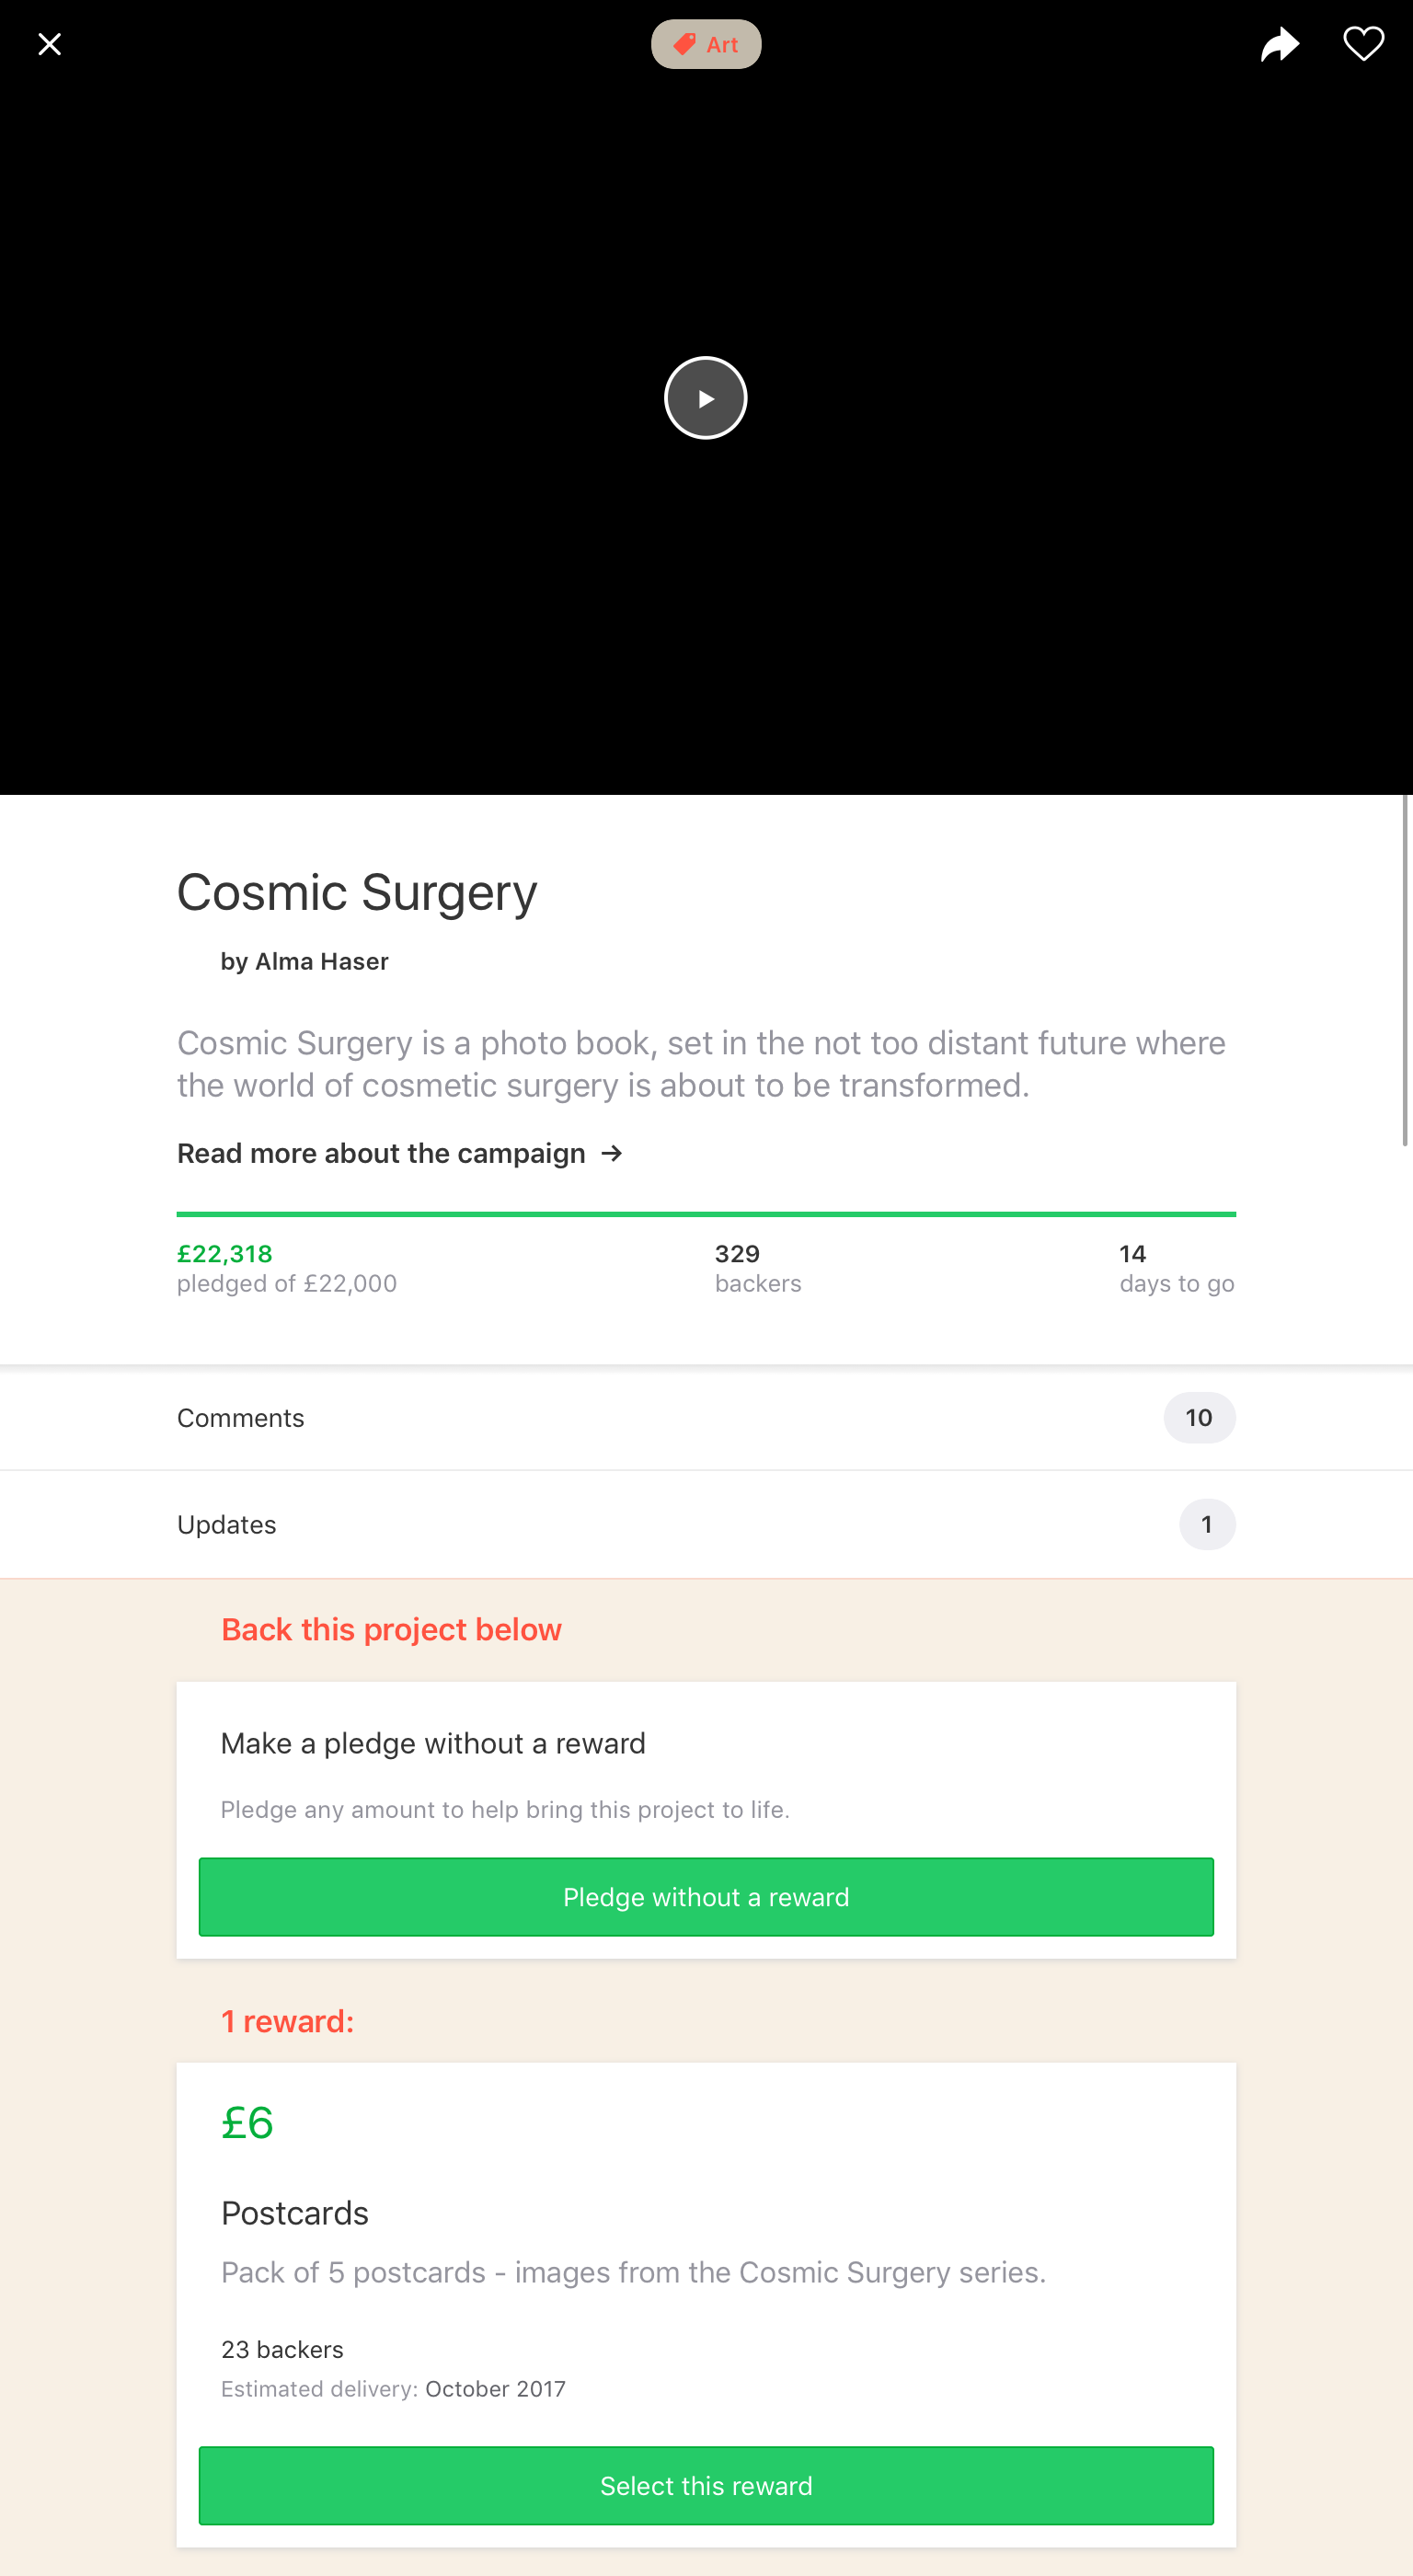 Art
Cosmic Surgery
by Alma Haser
Cosmic Surgery is a photo book, set in the not too distant future where
the world of cosmetic surgery is about to be transformed.
Read more about the campaign →
£22,318
pledged of £22,000
329
backers
14
days to go
Comments
10
Updates
1
Back this project below
Make a pledge without a reward
Pledge any amount to help bring this project to life.
Pledge without a reward
1 reward:
£6
Postcards
Pack of 5 postcards - images from the Cosmic Surgery series.
23 backers
Estimated delivery: October 2017
Select this reward